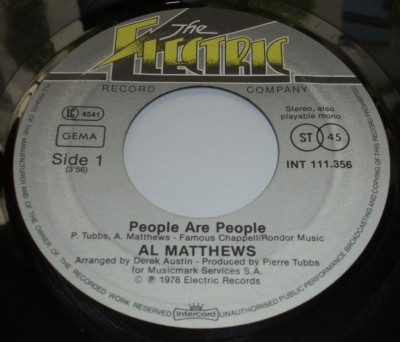 The
ELECTRIC
RECORD COMPANY
LC 4541
GEMA
Side 1
(3'56)
Stereo, also
playable mono
ST 45
INT 111.356
People Are People
P. Tubbs, A. Matthews - Famous Chappell/Rondor Music
AL MATTHEWS
Arranged by Derek Austin - Produced by Pierre Tubbs
for Musicmark Services S.A.
© ℗ 1978 Electric Records
Intercord
ALL RIGHTS OF THE MANUFACTURER AND OF THE OWNER OF THE RECORDED WORK RESERVED
UNAUTHORISED PUBLIC PERFORMANCE BROADCASTING AND COPYING OF THIS RECORD PROHIBITED